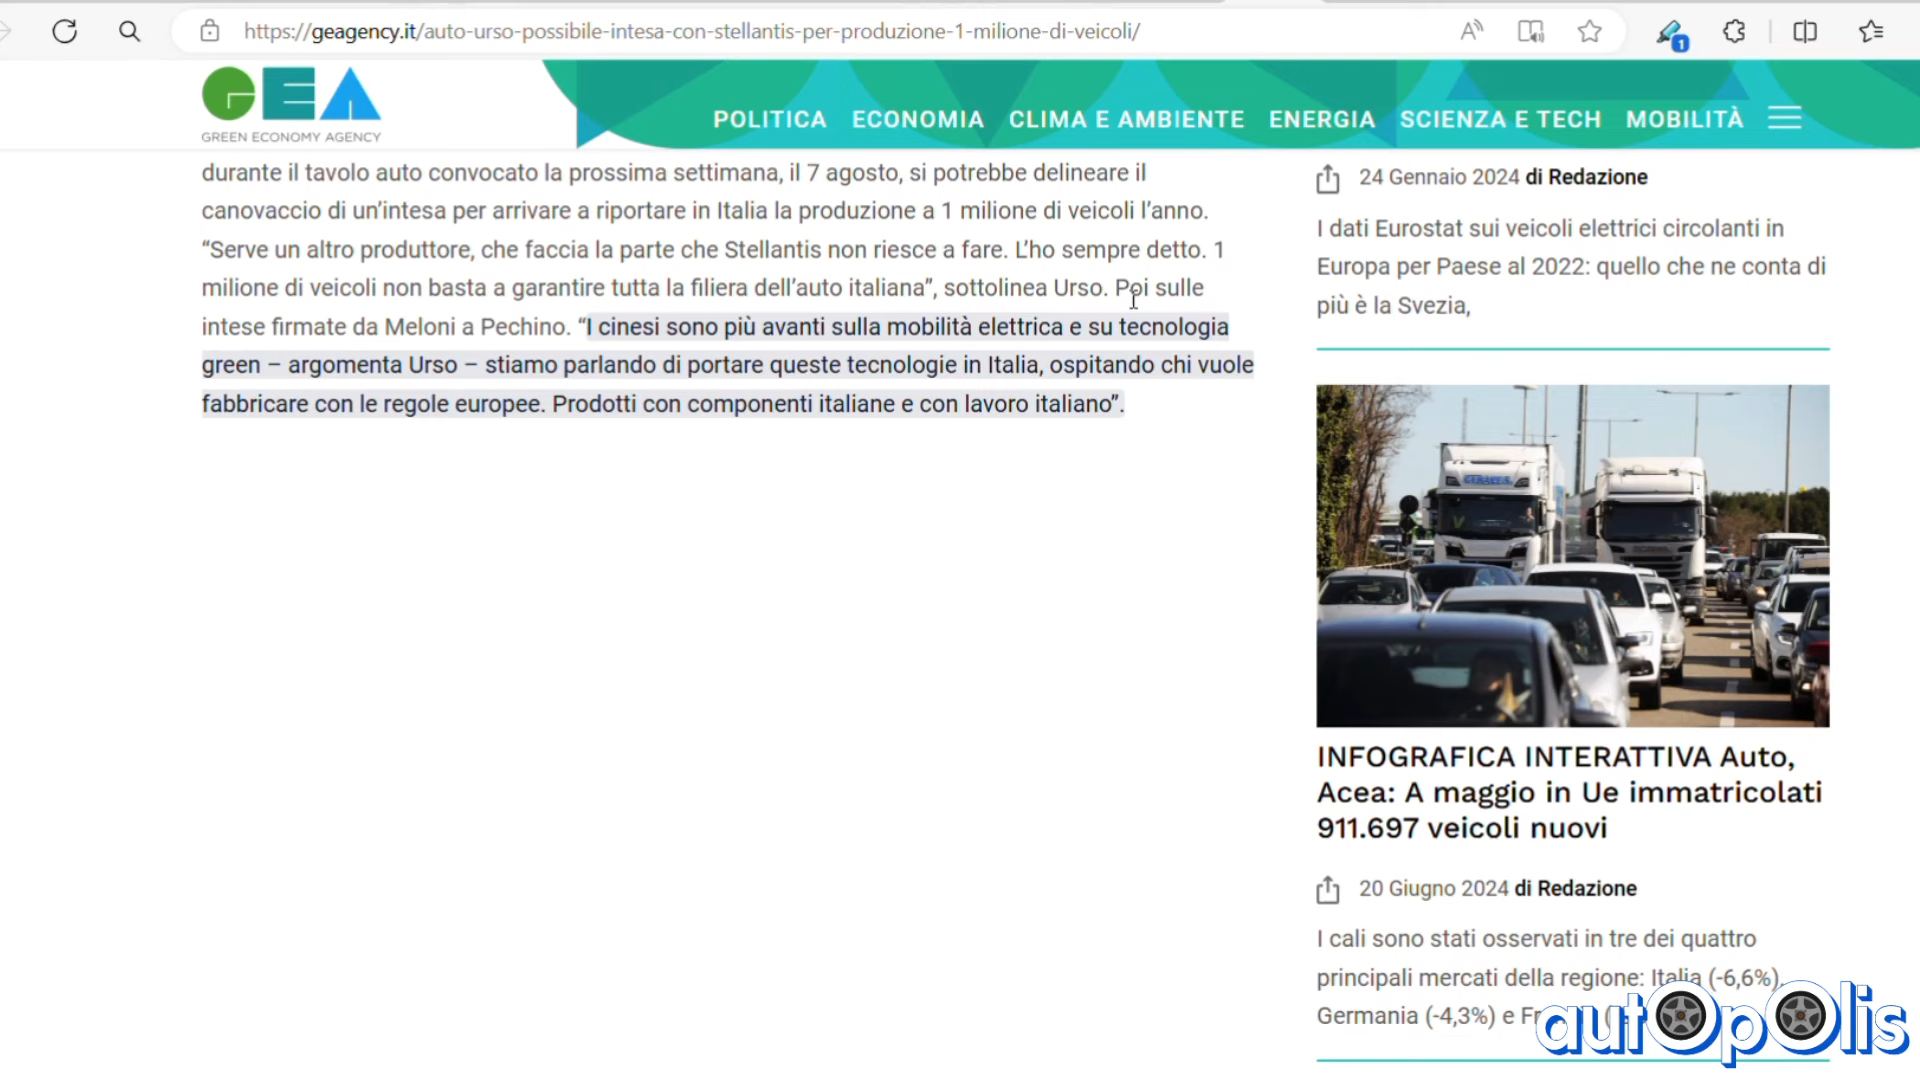 https://geagency.it/auto-urso-possibile-intesa-con-stellantis-per-produzione-1-milione-di-veicoli/
1
GEA
GREEN ECONOMY AGENCY
POLITICA ECONOMIA CLIMA E AMBIENTE ENERGIA SCIENZA E TECH MOBILITÀ
durante il tavolo auto convocato la prossima settimana, il 7 agosto, si potrebbe delineare il
canovaccio di un’intesa per arrivare a riportare in Italia la produzione a 1 milione di veicoli l’anno.
“Serve un altro produttore, che faccia la parte che Stellantis non riesce a fare. L’ho sempre detto. 1
milione di veicoli non basta a garantire tutta la filiera dell’auto italiana”, sottolinea Urso. Poi sulle
intese firmate da Meloni a Pechino. “I cinesi sono più avanti sulla mobilità elettrica e su tecnologia
green – argomenta Urso – stiamo parlando di portare queste tecnologie in Italia, ospitando chi vuole
fabbricare con le regole europee. Prodotti con componenti italiane e con lavoro italiano”.
24 Gennaio 2024 di Redazione
I dati Eurostat sui veicoli elettrici circolanti in
Europa per Paese al 2022: quello che ne conta di
più è la Svezia,
INFOGRAFICA INTERATTIVA Auto,
Acea: A maggio in Ue immatricolati
911.697 veicoli nuovi
20 Giugno 2024 di Redazione
I cali sono stati osservati in tre dei quattro
principali mercati della regione: Italia (-6,6%),
Germania (-4,3%) e
autOpOlis